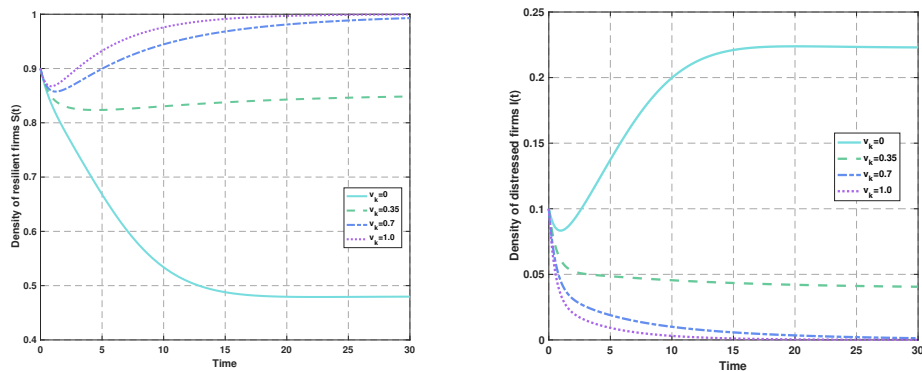 1
0.9
0.8
0.7
0.6
0.5
0.4
0 5 10 15 20 25 30
Time
Density of resilient firms S(t)
v_k=0
v_k=0.35
v_k=0.7
v_k=1.0
0.25
0.2
0.15
0.1
0.05
0
0 5 10 15 20 25 30
Time
Density of distressed firms I(t)
v_k=0
v_k=0.35
v_k=0.7
v_k=1.0